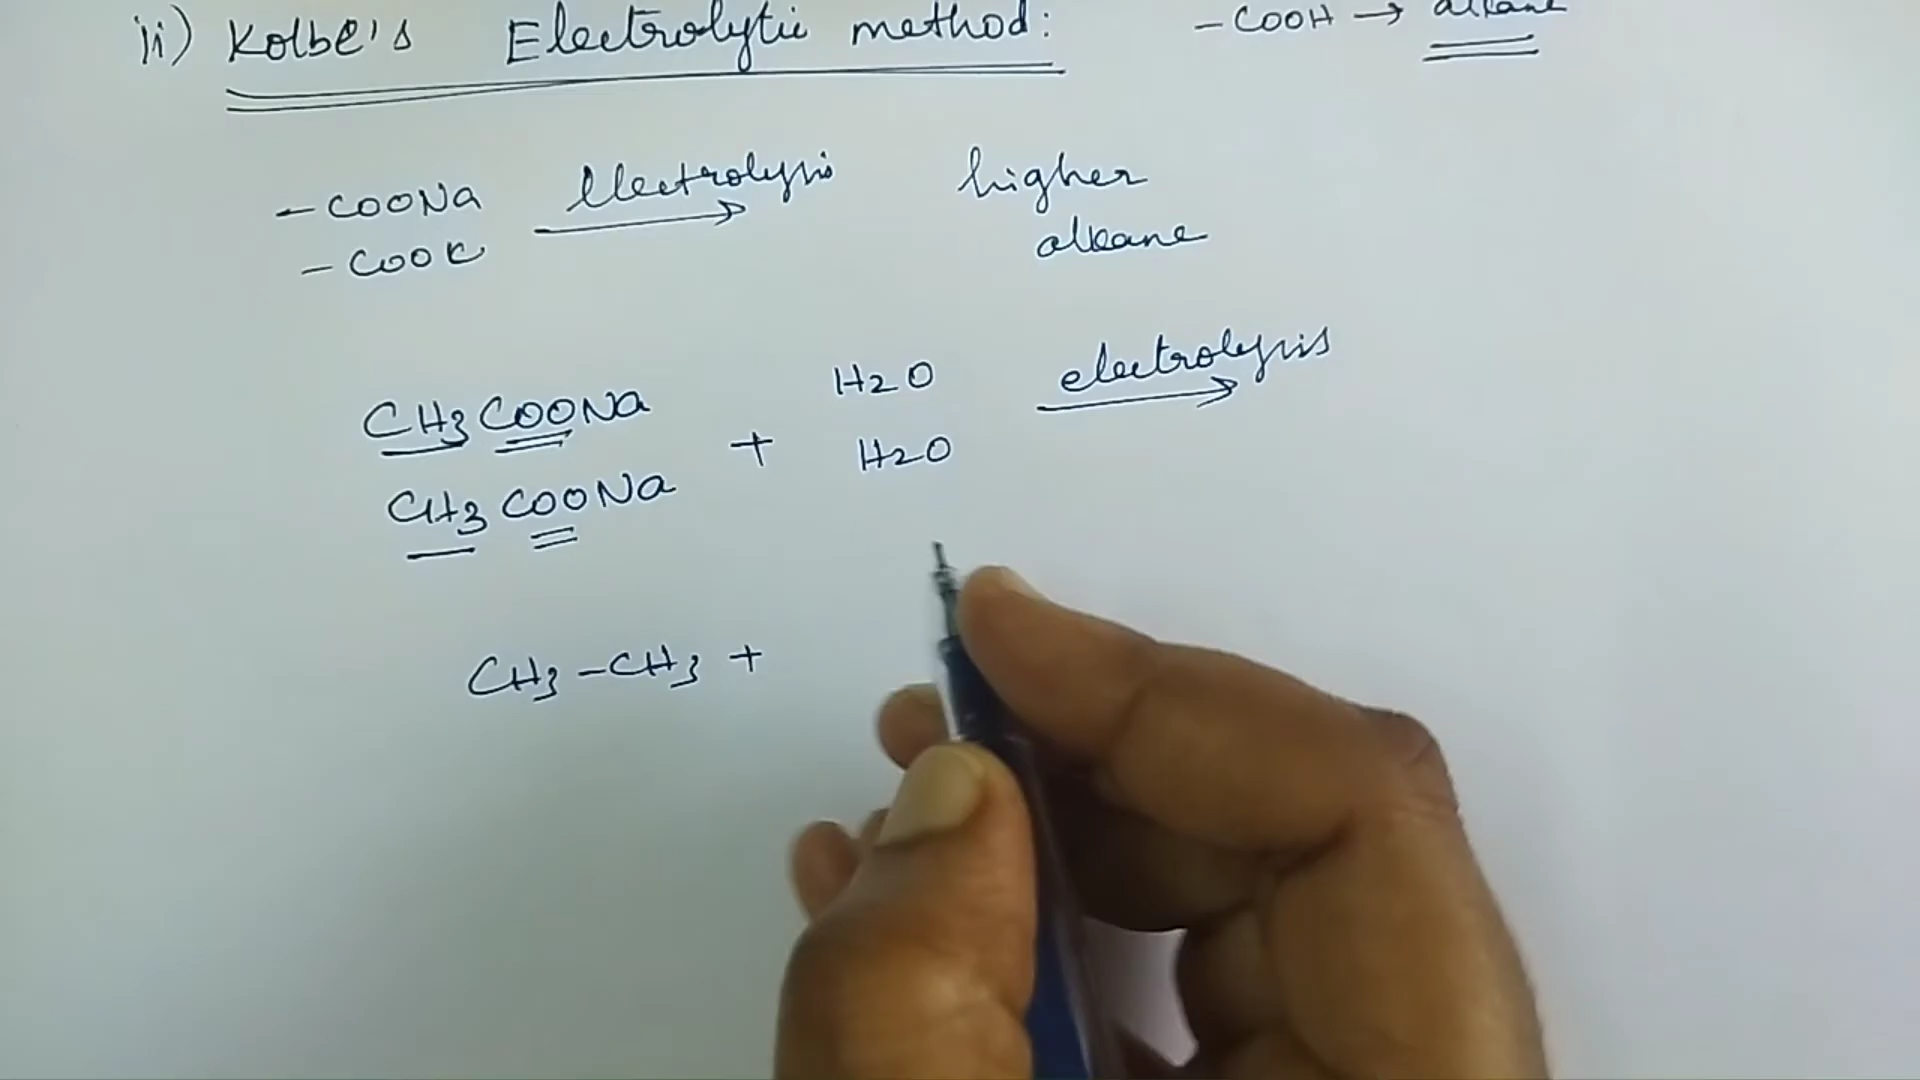 ii) Kolbe's Electrolytic method: -COOH → alkane
-COONa electrolysis → higher
-COOK alkane
CH3COONa + H2O electrolysis →
CH3COONa H2O
CH3-CH3 +